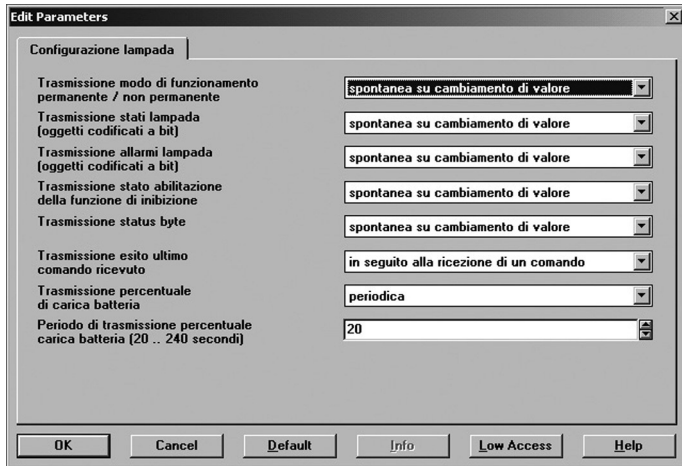 Edit Parameters
Configurazione lampada
Trasmissione modo di funzionamento
permanente / non permanente
spontanea su cambiamento di valore
Trasmissione stati lampada
(oggetti codificati a bit)
spontanea su cambiamento di valore
Trasmissione allarmi lampada
(oggetti codificati a bit)
spontanea su cambiamento di valore
Trasmissione stato abilitazione
della funzione di inibizione
spontanea su cambiamento di valore
Trasmissione status byte
spontanea su cambiamento di valore
Trasmissione esito ultimo
comando ricevuto
in seguito alla ricezione di un comando
Trasmissione percentuale
di carica batteria
periodica
Periodo di trasmissione percentuale
carica batteria (20 .. 240 secondi)
20
OK
Cancel
Default
Info
Low Access
Help